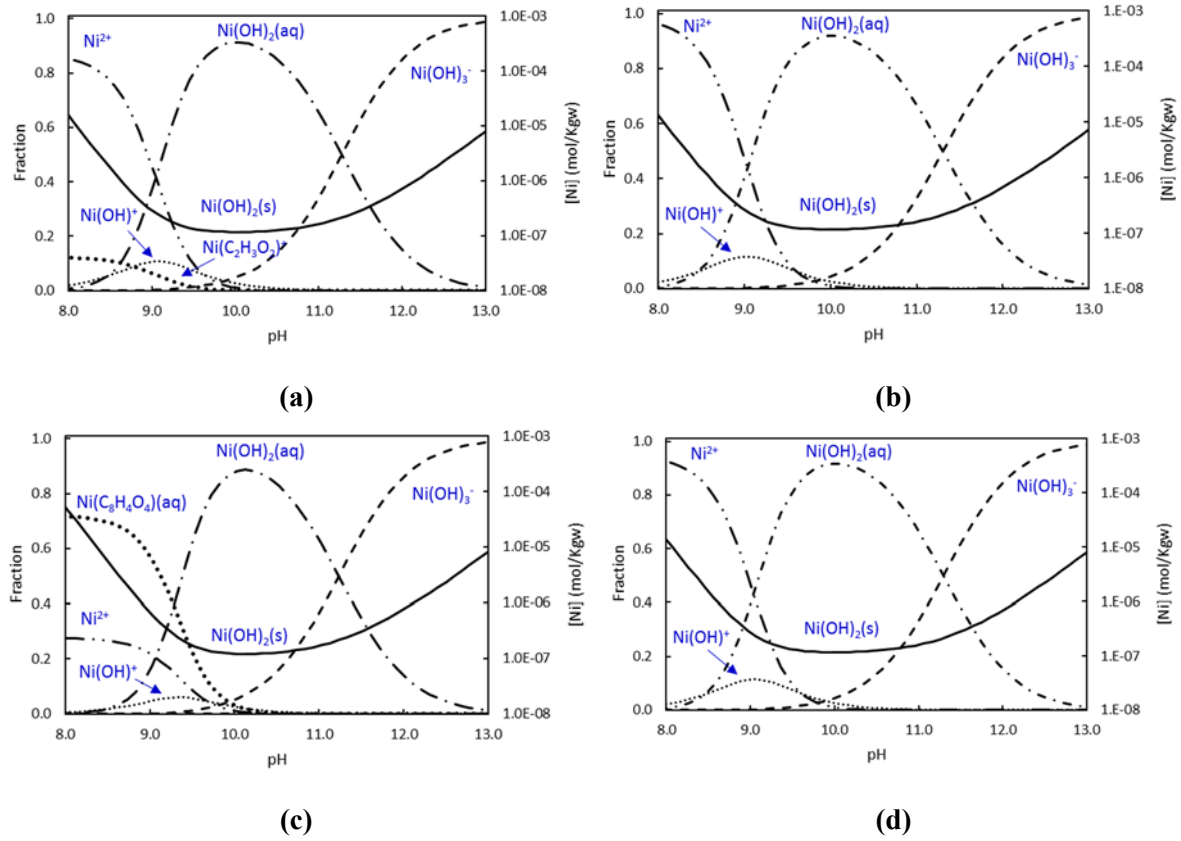 Ni²⁺
Ni(OH)₂(aq)
Ni(OH)₃⁻
Ni(OH)₂(s)
Ni(OH)⁺
Ni(C₂H₃O₂)⁺
Fraction
1.0
0.8
0.6
0.4
0.2
0.0
8.0 9.0 10.0 11.0 12.0 13.0
pH
[Ni] (mol/Kgw)
1.0E-03
1.0E-04
1.0E-05
1.0E-06
1.0E-07
1.0E-08
(a)
Ni²⁺
Ni(OH)₂(aq)
Ni(OH)₃⁻
Ni(OH)₂(s)
Ni(OH)⁺
Fraction
1.0
0.8
0.6
0.4
0.2
0.0
8.0 9.0 10.0 11.0 12.0 13.0
pH
[Ni] (mol/Kgw)
1.E-03
1.E-04
1.E-05
1.E-06
1.E-07
1.E-08
(b)
Ni(OH)₂(aq)
Ni(OH)₃⁻
Ni(C₈H₄O₄)(aq)
Ni²⁺
Ni(OH)₂(s)
Ni(OH)⁺
Fraction
1.0
0.8
0.6
0.4
0.2
0.0
8.0 9.0 10.0 11.0 12.0 13.0
pH
[Ni] (mol/Kgw)
1.0E-03
1.0E-04
1.0E-05
1.0E-06
1.0E-07
1.0E-08
(c)
Ni²⁺
Ni(OH)₂(aq)
Ni(OH)₃⁻
Ni(OH)₂(s)
Ni(OH)⁺
Fraction
1.0
0.8
0.6
0.4
0.2
0.0
8.0 9.0 10.0 11.0 12.0 13.0
pH
[Ni] (mol/Kgw)
1.E-03
1.E-04
1.E-05
1.E-06
1.E-07
1.E-08
(d)